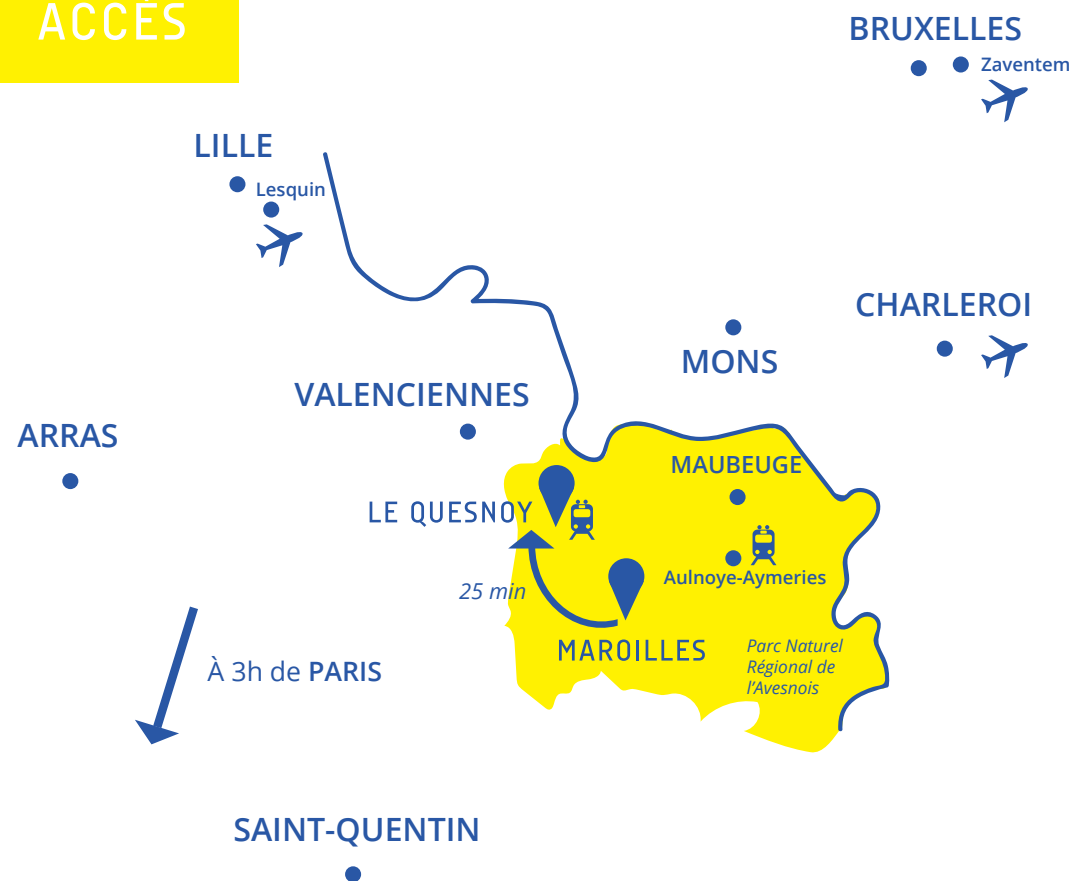 ACCÈS
BRUXELLES
Zaventem
LILLE
Lesquin
CHARLEROI
MONS
VALENCIENNES
ARRAS
MAUBEUGE
LE QUESNOY
Aulnoye-Aymeries
25 min
MAROILLES
Parc Naturel
Régional de
l'Avesnois
À 3h de PARIS
SAINT-QUENTIN